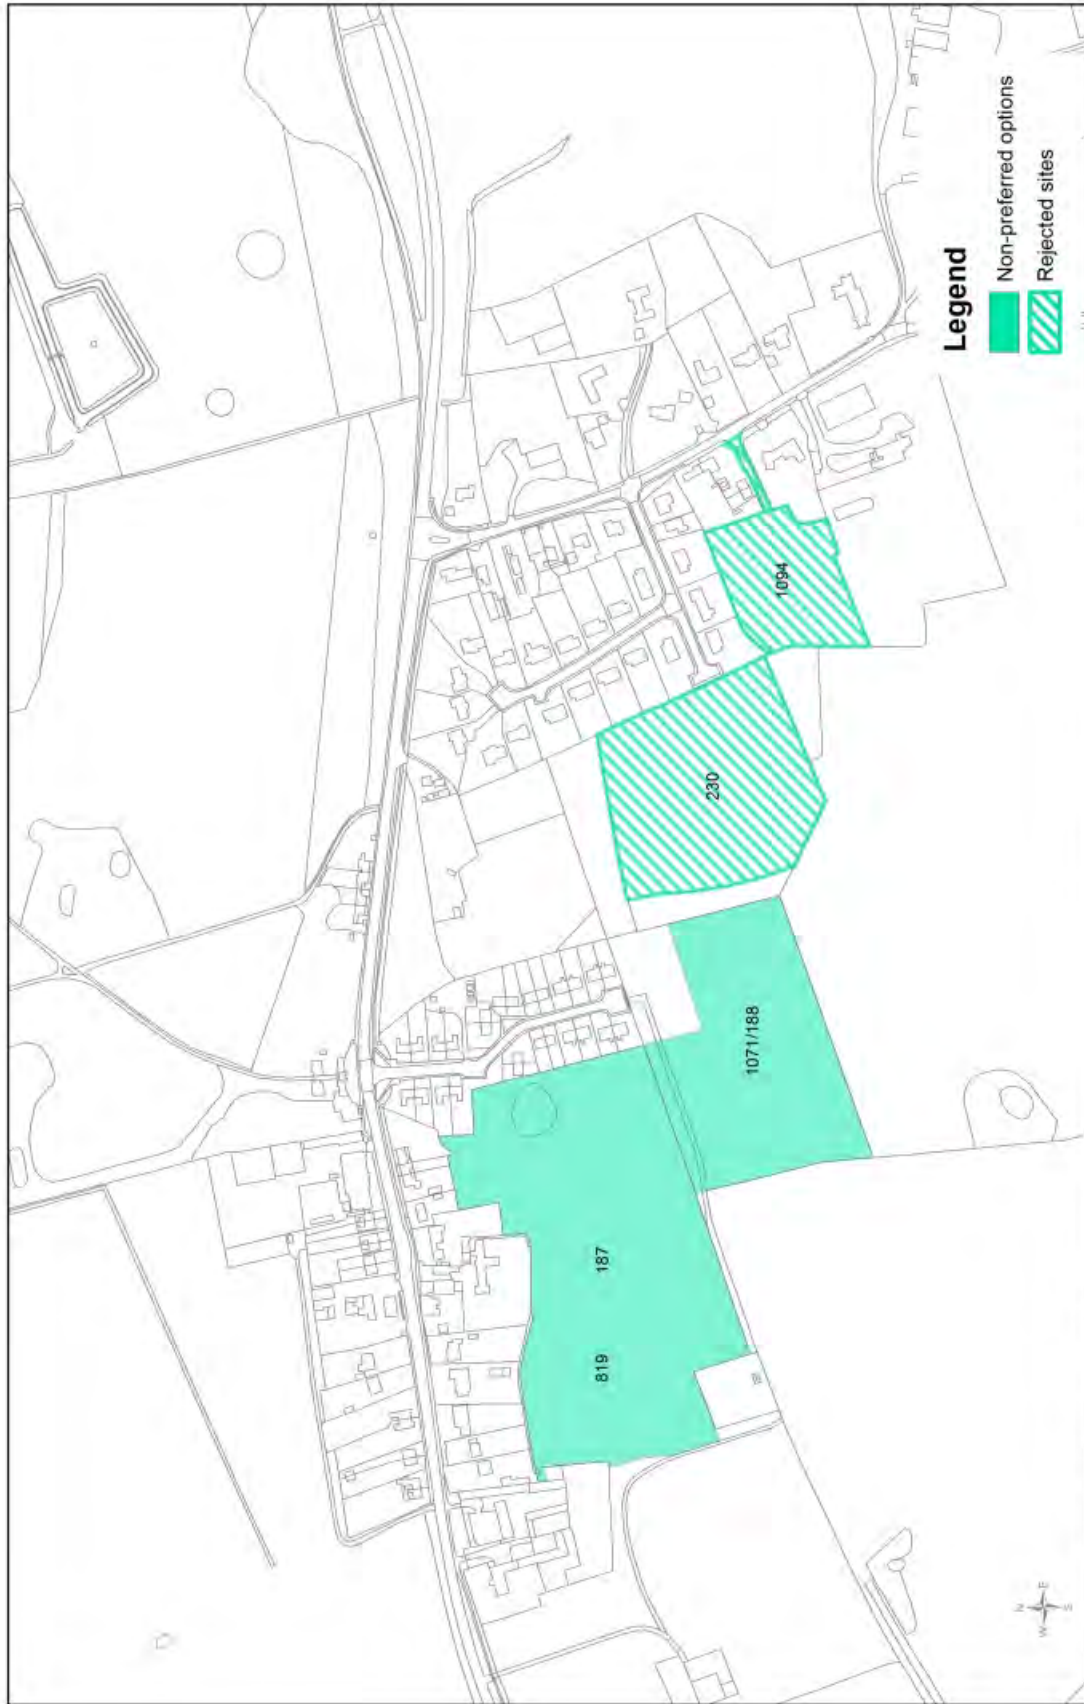 819
187
1071/188
230
1094
Legend
Non-preferred options
Rejected sites
N
W E
S